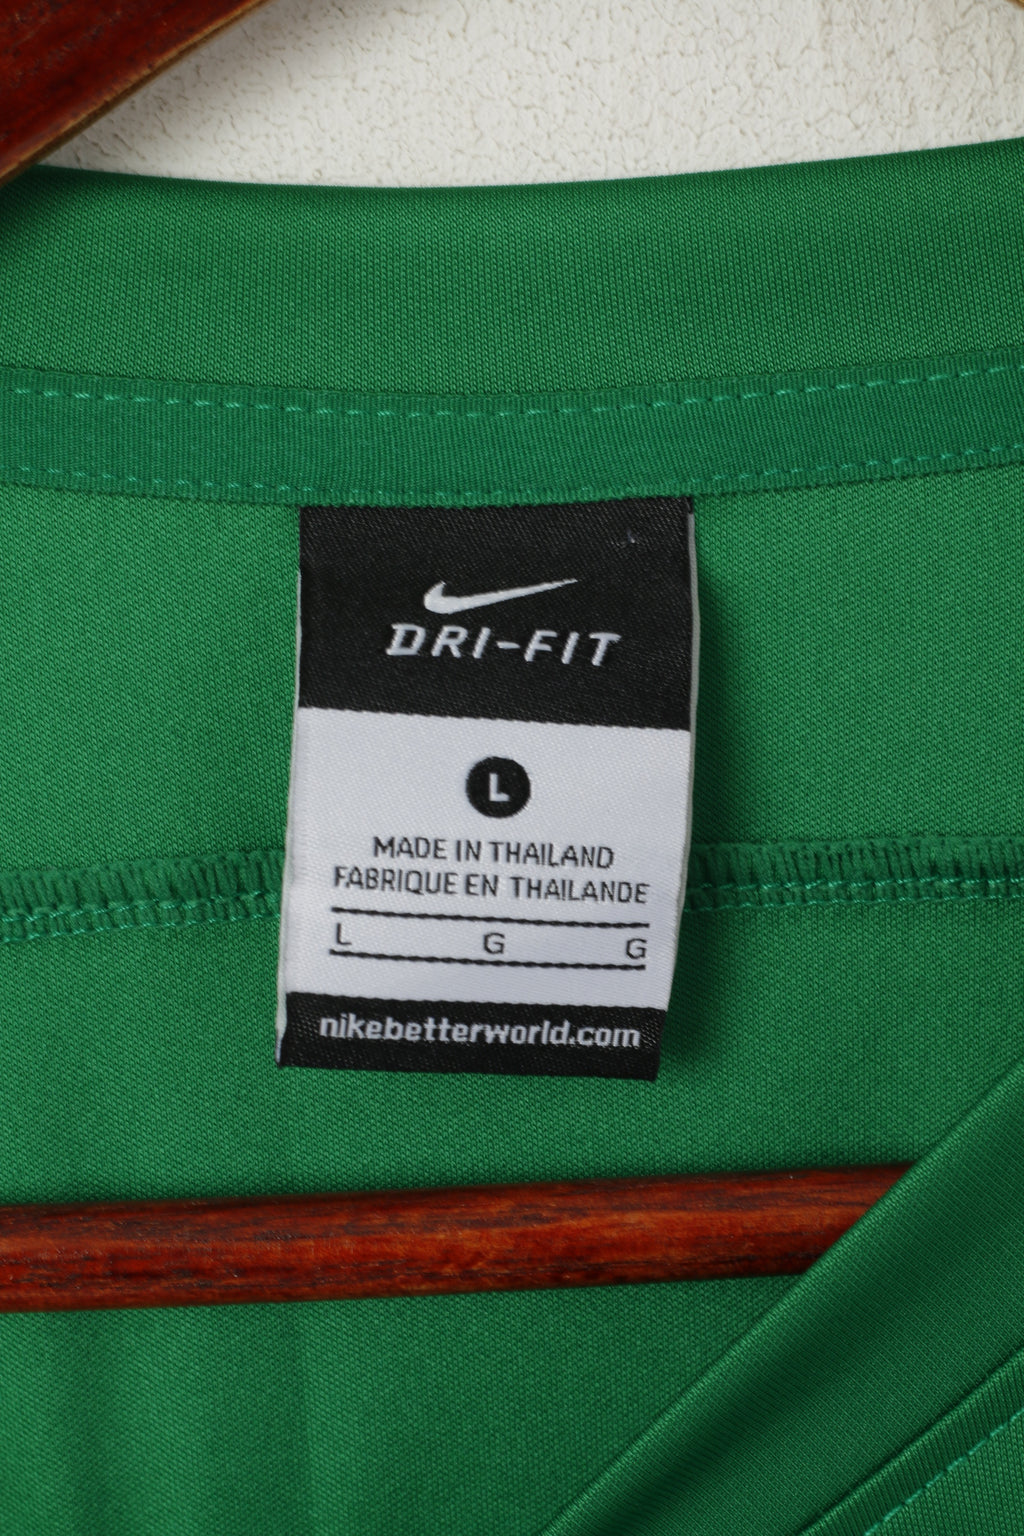 DRI-FIT
L
MADE IN THAILAND
FABRIQUE EN THAILANDE
L G G
nikebetterworld.com